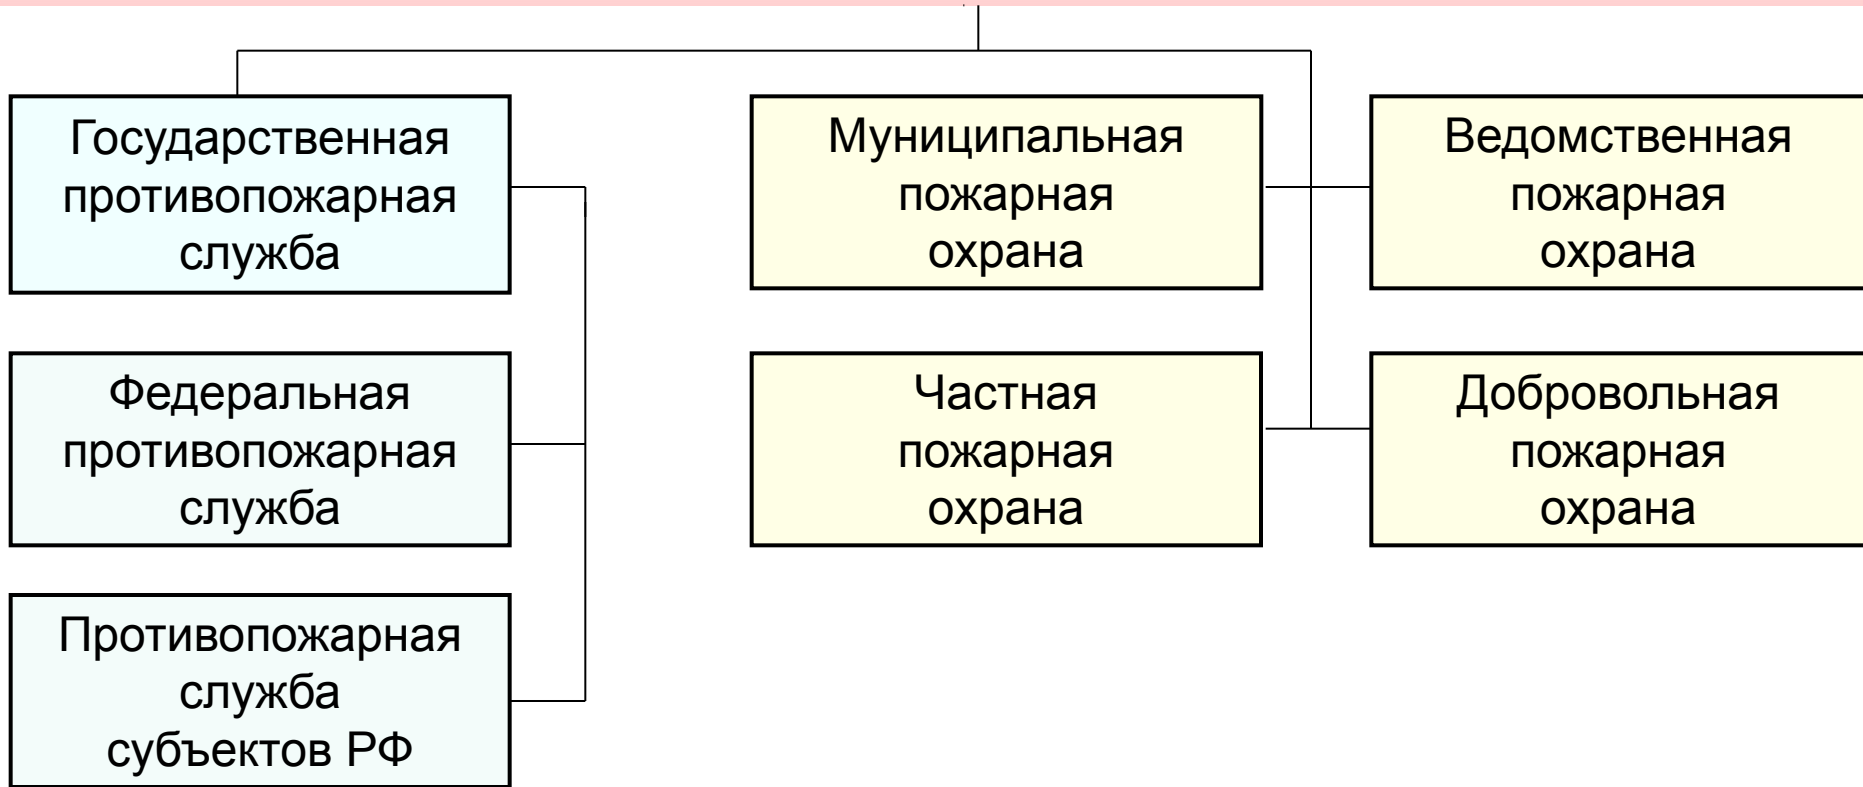 Государственная
противопожарная
служба
Муниципальная
пожарная
охрана
Ведомственная
пожарная
охрана
Федеральная
противопожарная
служба
Частная
пожарная
охрана
Добровольная
пожарная
охрана
Противопожарная
служба
субъектов РФ